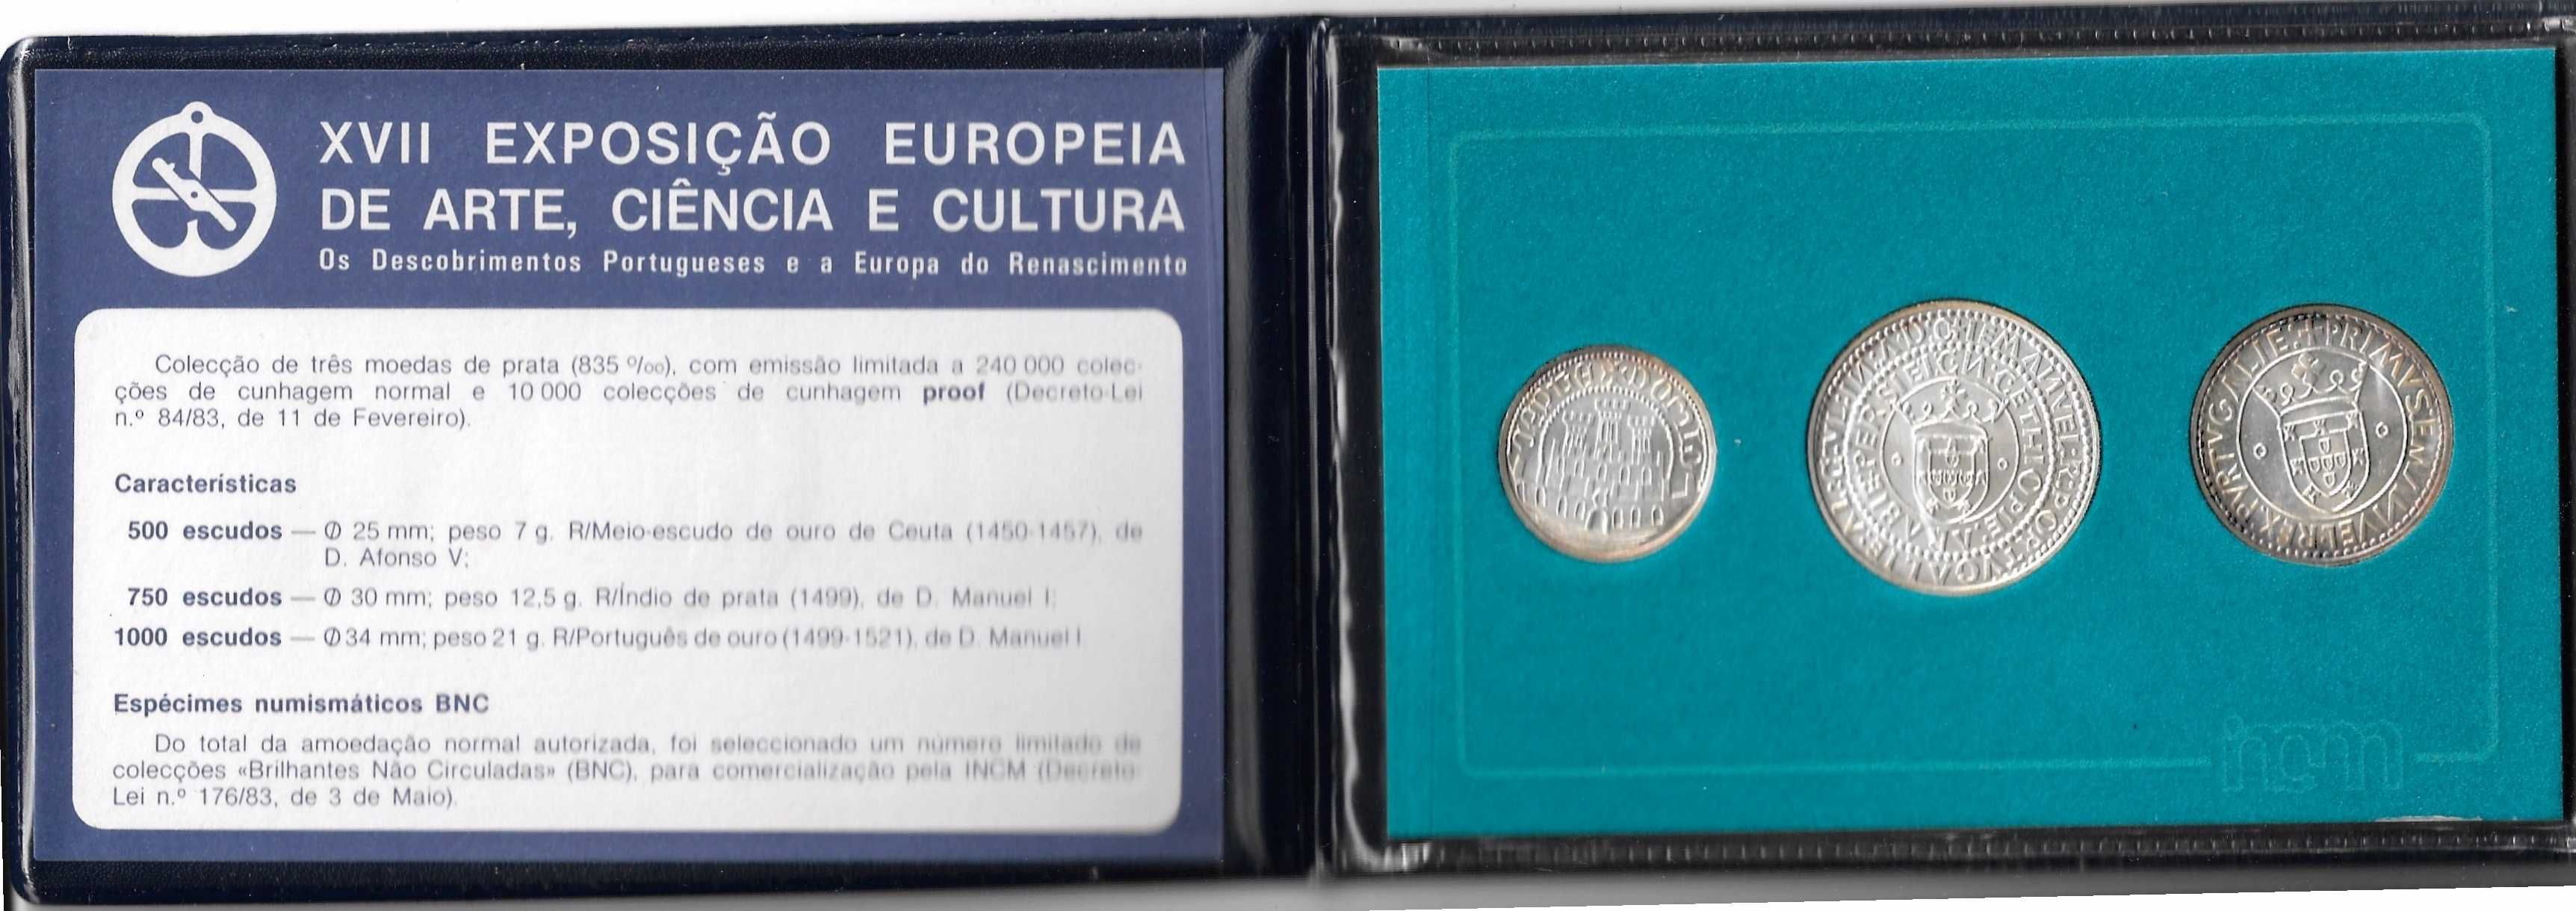 XVII EXPOSIÇÃO EUROPEIA
DE ARTE, CIÊNCIA E CULTURA
Os Descobrimentos Portugueses e a Europa do Renascimento
Colecção de três moedas de prata (835 º/ₒₒ), com emissão limitada a 240 000 colec-
ções de cunhagem normal e 10 000 colecções de cunhagem proof (Decreto-Lei
n.º 84/83, de 11 de Fevereiro).
Características
500 escudos — ∅ 25 mm; peso 7 g. R/Meio-escudo de ouro de Ceuta (1450-1457), de
D. Afonso V;
750 escudos — ∅ 30 mm; peso 12,5 g. R/Índio de prata (1499), de D. Manuel I;
1000 escudos — ∅ 34 mm; peso 21 g. R/Português de ouro (1499-1521), de D. Manuel I.
Espécimes numismáticos BNC
Do total da amoedação normal autorizada, foi seleccionado um número limitado de
colecções «Brilhantes Não Circuladas» (BNC), para comercialização pela INCM (Decreto-
Lei n.º 176/83, de 3 de Maio).
incm